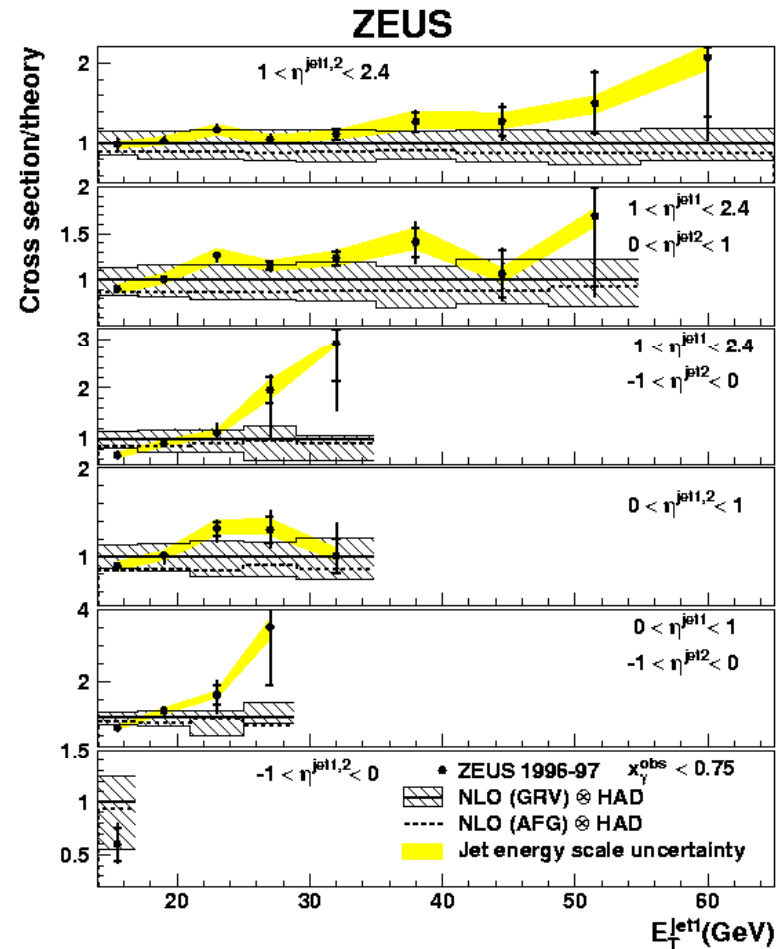 ZEUS
Cross section/theory
2
1
1 < η^jet1,2 < 2.4
2
1.5
1
1 < η^jet1 < 2.4
0 < η^jet2 < 1
3
2
1
1 < η^jet1 < 2.4
-1 < η^jet2 < 0
2
1
0 < η^jet1,2 < 1
4
2
0 < η^jet1 < 1
-1 < η^jet2 < 0
1.5
1
0.5
-1 < η^jet1,2 < 0
ZEUS 1996-97 x_γ^obs < 0.75
NLO (GRV) ⊗ HAD
NLO (AFG) ⊗ HAD
Jet energy scale uncertainty
20 30 40 50 60
E_T^jet1 (GeV)